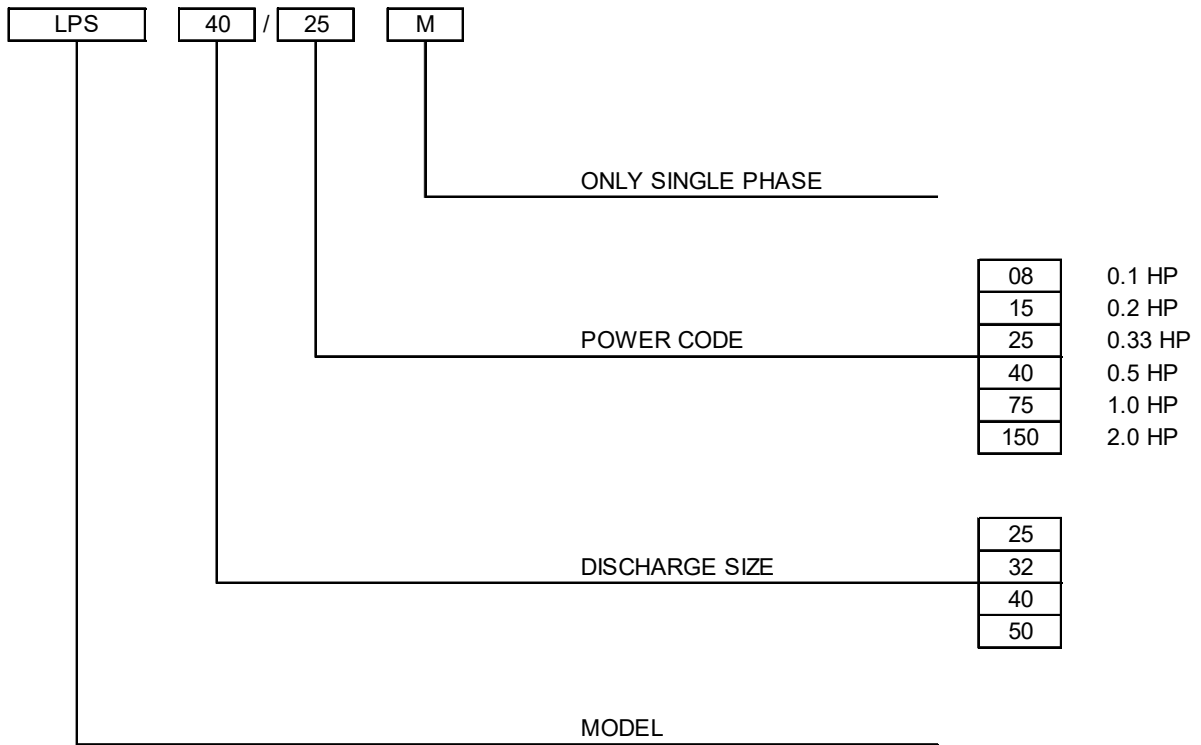 LPS 40 / 25 M
ONLY SINGLE PHASE
08 0.1 HP
15 0.2 HP
POWER CODE 25 0.33 HP
40 0.5 HP
75 1.0 HP
150 2.0 HP
25
DISCHARGE SIZE 32
40
50
MODEL